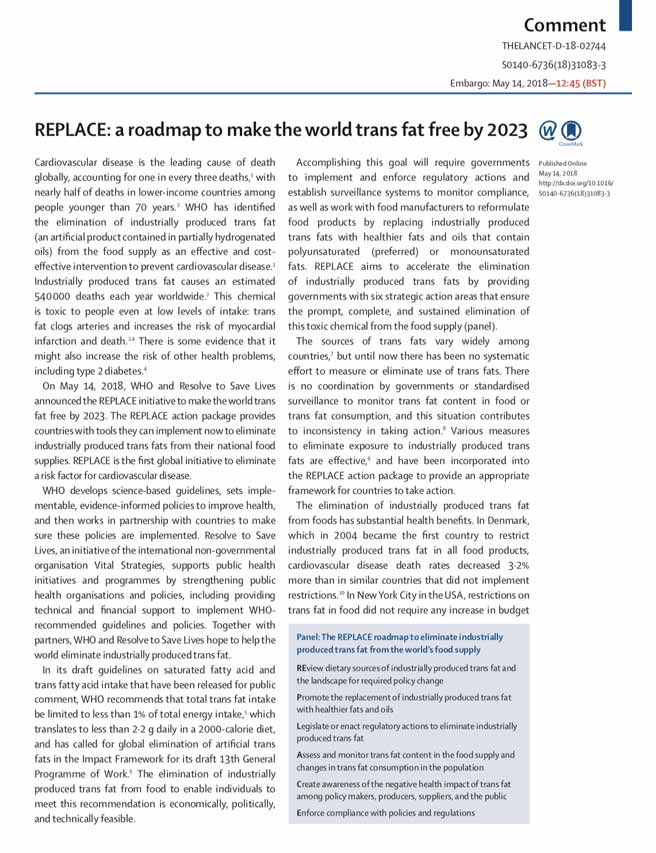 Comment
THELANCET-D-18-02744
S0140-6736(18)31083-3
Embargo: May 14, 2018—12:45 (BST)
REPLACE: a roadmap to make the world trans fat free by 2023
CrossMark
Cardiovascular disease is the leading cause of death
globally, accounting for one in every three deaths,¹ with
nearly half of deaths in lower-income countries among
people younger than 70 years.² WHO has identified
the elimination of industrially produced trans fat
(an artificial product contained in partially hydrogenated
oils) from the food supply as an effective and cost-
effective intervention to prevent cardiovascular disease.³
Industrially produced trans fat causes an estimated
540 000 deaths each year worldwide.² This chemical
is toxic to people even at low levels of intake: trans
fat clogs arteries and increases the risk of myocardial
infarction and death.²,⁴ There is some evidence that it
might also increase the risk of other health problems,
including type 2 diabetes.⁴
On May 14, 2018, WHO and Resolve to Save Lives
announced the REPLACE initiative to make the world trans
fat free by 2023. The REPLACE action package provides
countries with tools they can implement now to eliminate
industrially produced trans fats from their national food
supplies. REPLACE is the first global initiative to eliminate
a risk factor for cardiovascular disease.
WHO develops science-based guidelines, sets imple-
mentable, evidence-informed policies to improve health,
and then works in partnership with countries to make
sure these policies are implemented. Resolve to Save
Lives, an initiative of the international non-governmental
organisation Vital Strategies, supports public health
initiatives and programmes by strengthening public
health organisations and policies, including providing
technical and financial support to implement WHO-
recommended guidelines and policies. Together with
partners, WHO and Resolve to Save Lives hope to help the
world eliminate industrially produced trans fat.
In its draft guidelines on saturated fatty acid and
trans fatty acid intake that have been released for public
comment, WHO recommends that total trans fat intake
be limited to less than 1% of total energy intake,⁵ which
translates to less than 2·2 g daily in a 2000-calorie diet,
and has called for global elimination of artificial trans
fats in the Impact Framework for its draft 13th General
Programme of Work.⁶ The elimination of industrially
produced trans fat from food to enable individuals to
meet this recommendation is economically, politically,
and technically feasible.
Accomplishing this goal will require governments
to implement and enforce regulatory actions and
establish surveillance systems to monitor compliance,
as well as work with food manufacturers to reformulate
food products by replacing industrially produced
trans fats with healthier fats and oils that contain
polyunsaturated (preferred) or monounsaturated
fats. REPLACE aims to accelerate the elimination
of industrially produced trans fats by providing
governments with six strategic action areas that ensure
the prompt, complete, and sustained elimination of
this toxic chemical from the food supply (panel).
The sources of trans fats vary widely among
countries,⁷ but until now there has been no systematic
effort to measure or eliminate use of trans fats. There
is no coordination by governments or standardised
surveillance to monitor trans fat content in food or
trans fat consumption, and this situation contributes
to inconsistency in taking action.⁸ Various measures
to eliminate exposure to industrially produced trans
fats are effective,⁹ and have been incorporated into
the REPLACE action package to provide an appropriate
framework for countries to take action.
The elimination of industrially produced trans fat
from foods has substantial health benefits. In Denmark,
which in 2004 became the first country to restrict
industrially produced trans fat in all food products,
cardiovascular disease death rates decreased 3·2%
more than in similar countries that did not implement
restrictions.¹⁰ In New York City in the USA, restrictions on
trans fat in food did not require any increase in budget
Panel: The REPLACE roadmap to eliminate industrially
produced trans fat from the world's food supply
REview dietary sources of industrially produced trans fat and
the landscape for required policy change
Promote the replacement of industrially produced trans fat
with healthier fats and oils
Legislate or enact regulatory actions to eliminate industrially
produced trans fat
Assess and monitor trans fat content in the food supply and
changes in trans fat consumption in the population
Create awareness of the negative health impact of trans fat
among policy makers, producers, suppliers, and the public
Enforce compliance with policies and regulations
Published Online
May 14, 2018
http://dx.doi.org/10.1016/
S0140-6736(18)31083-3